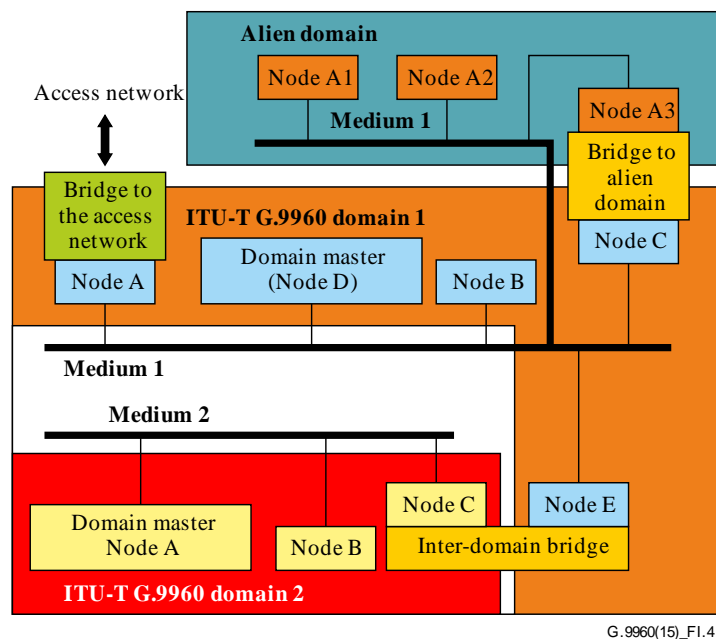 Alien domain
Node A1
Node A2
Access network
Medium 1
Node A3
Bridge to
alien
domain
Bridge to
the access
network
ITU-T G.9960 domain 1
Domain master
(Node D)
Node C
Node A
Node B
Medium 1
Medium 2
Node C
Node E
Domain master
Node A
Node B
Inter-domain bridge
ITU-T G.9960 domain 2
G.9960(15)_FI.4